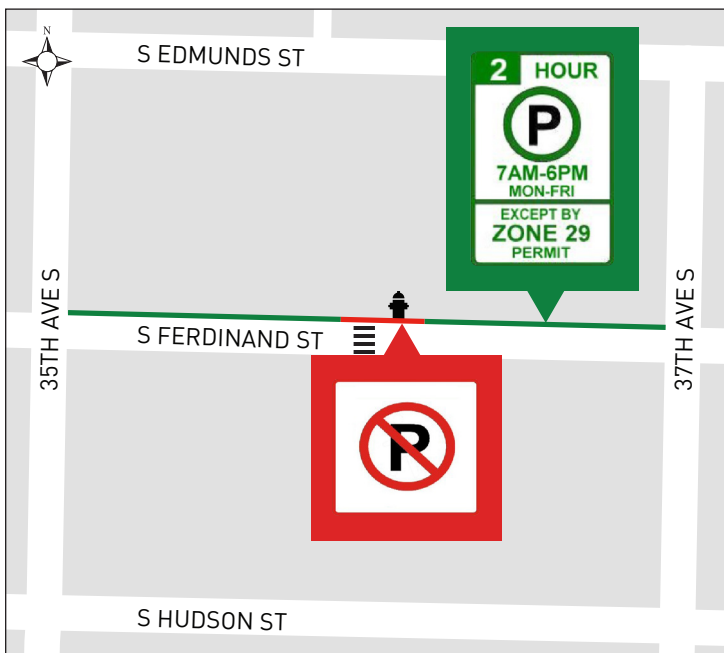 N
S EDMUNDS ST
2 HOUR
P
7AM-6PM
MON-FRI
EXCEPT BY
ZONE 29
PERMIT
35TH AVE S
S FERDINAND ST
37TH AVE S
P
S HUDSON ST